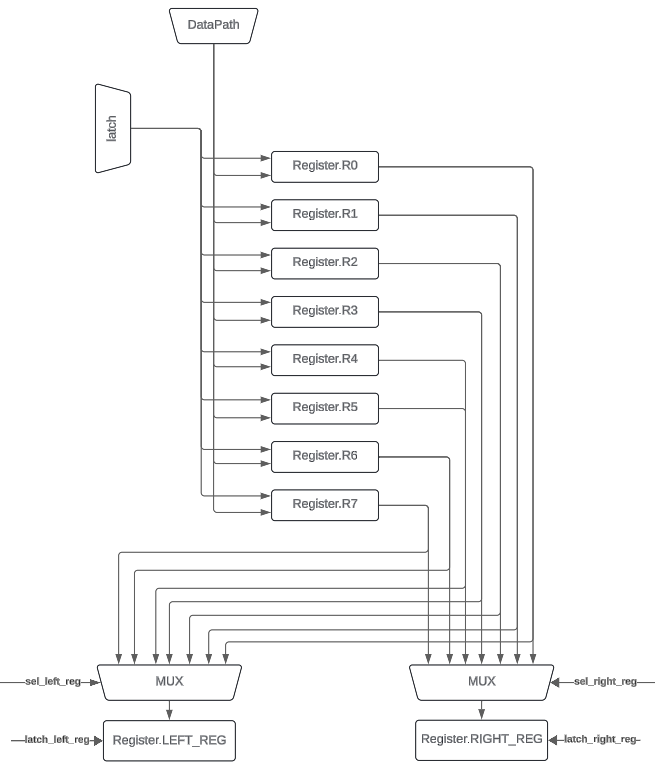 DataPath
latch
Register.R0
Register.R1
Register.R2
Register.R3
Register.R4
Register.R5
Register.R6
Register.R7
sel_left_reg
MUX
MUX
sel_right_reg
latch_left_reg
Register.LEFT_REG
Register.RIGHT_REG
latch_right_reg